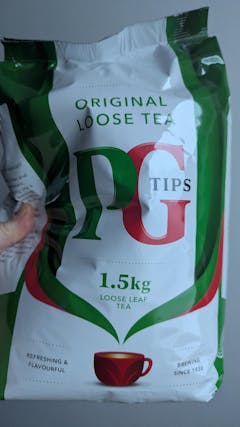 ORIGINAL
LOOSE TEA
PG
TIPS
1.5kg
LOOSE LEAF
TEA
REFRESHING &
FLAVOURFUL
BREWING
SINCE 1930